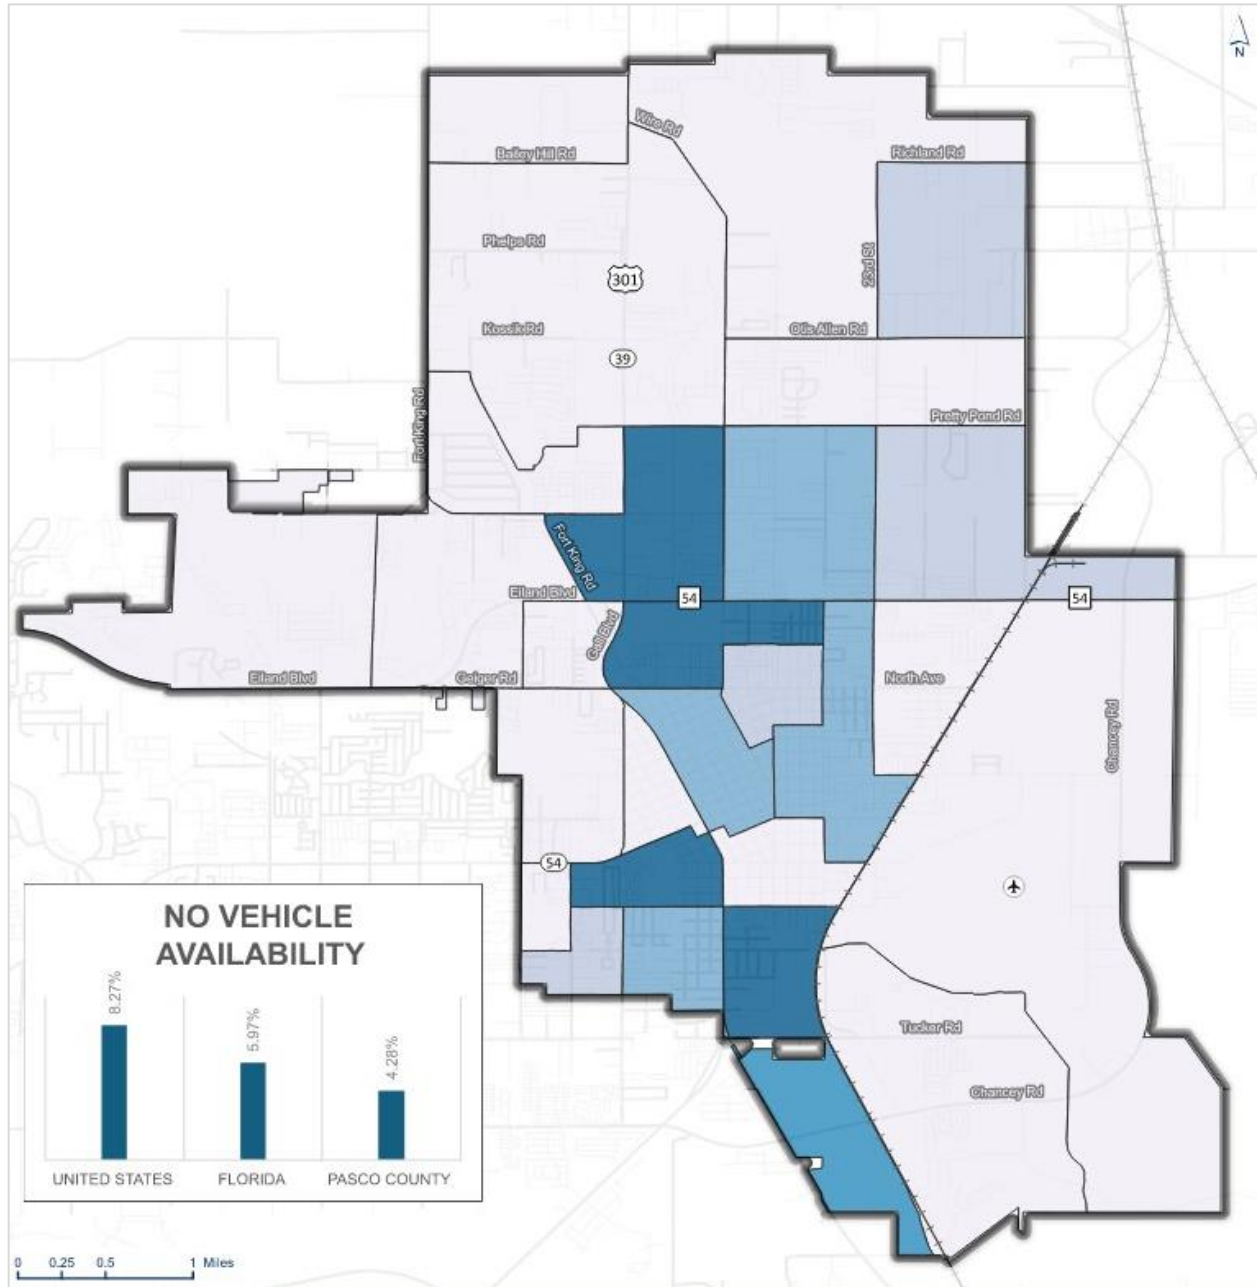 N
Wire Rd
Bailey Hill Rd
Richland Rd
Phelps Rd
23rd St
301
Kossik Rd
Otis Allen Rd
39
Fort King Rd
Pretty Pond Rd
Fort King Rd
Eiland Blvd
54
54
Gall Blvd
Eiland Blvd
Geiger Rd
North Ave
Chancey Rd
54
NO VEHICLE
AVAILABILITY
8.27%
5.97%
4.28%
UNITED STATES
FLORIDA
PASCO COUNTY
Tucker Rd
Chancey Rd
0 0.25 0.5 1 Miles